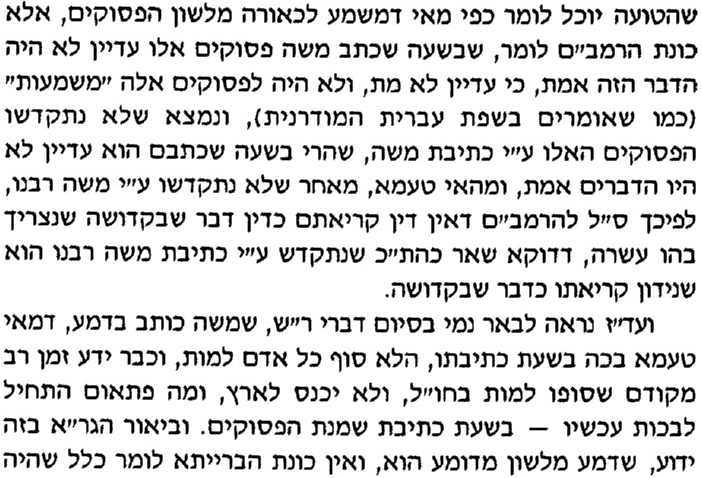 שהטועה יוכל לומר כפי מאי דמשמע לכאורה מלשון הפסוקים, אלא
כונת הרמב״ם לומר, שבשעה שכתב משה פסוקים אלו עדיין לא היה
הדבר הזה אמת, כי עדיין לא מת, ולא היה לפסוקים אלה ״משמעות״
(כמו שאומרים בשפת עברית המודרנית), ונמצא שלא נתקדשו
הפסוקים האלו ע״י כתיבת משה, שהרי בשעה שכתבם הוא עדיין לא
היו הדברים אמת, ומהאי טעמא, מאחר שלא נתקדשו ע״י משה רבנו,
לפיכך ס״ל להרמב״ם דאין דין קריאתם כדין דבר שבקדושה שנצריך
בהו עשרה, דדוקא שאר כהת״כ שנתקדש ע״י כתיבת משה רבנו הוא
שנידון קריאתו כדבר שבקדושה.
ועד״ז נראה לבאר נמי בסיום דברי ר״ש, שמשה כותב בדמע, דמאי
טעמא בכה בשעת כתיבתו, הלא סוף כל אדם למות, וכבר ידע זמן רב
מקודם שסופו למות בחו״ל, ולא יכנס לארץ, ומה פתאום התחיל
לבכות עכשיו – בשעת כתיבת שמנת הפסוקים. וביאור הגר״א בזה
ידוע, שדמע מלשון מדומע הוא, ואין כונת הברייתא לומר כלל שהיה